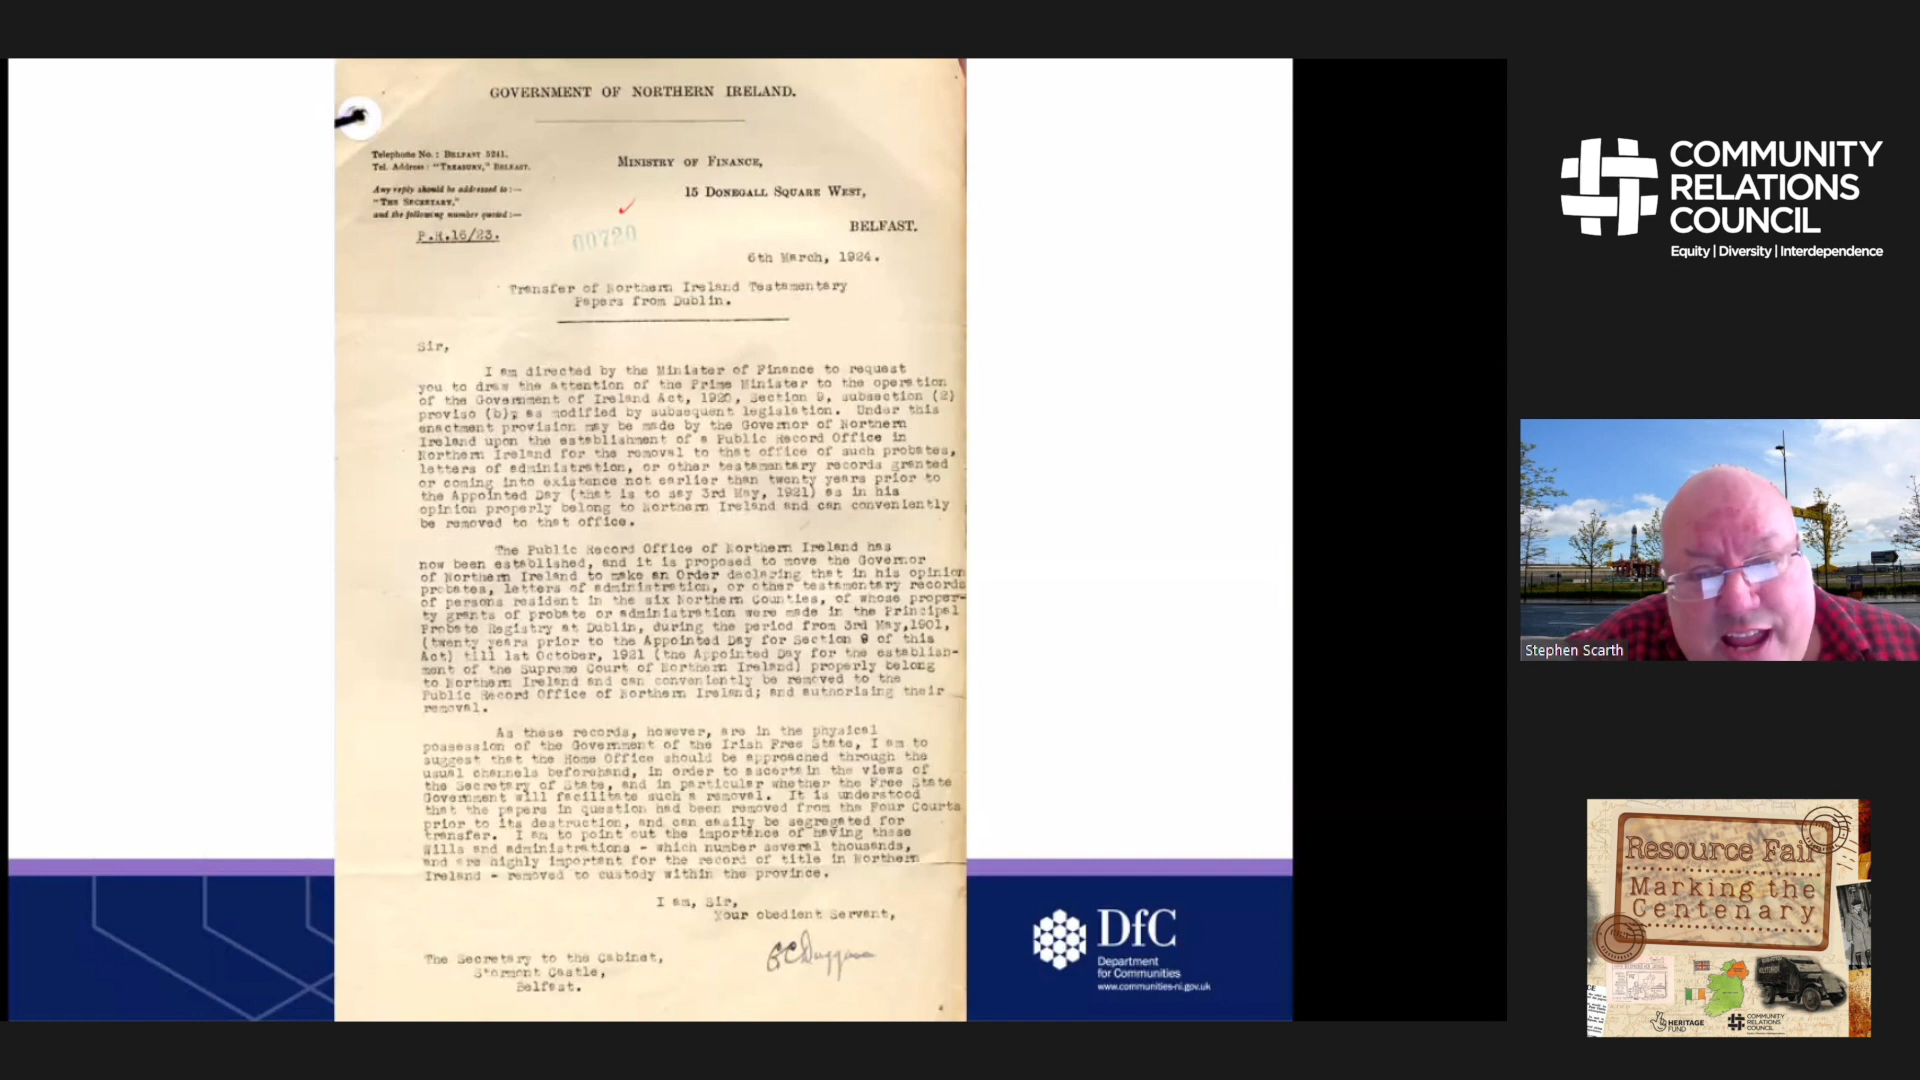 GOVERNMENT OF NORTHERN IRELAND.
Telephone No.: BELFAST 5241.
Tel. Address: "TREASURY," BELFAST.
Any reply should be addressed to:—
"THE SECRETARY,"
and the following number quoted:—
P.R.16/23.
MINISTRY OF FINANCE,
15 DONEGALL SQUARE WEST,
BELFAST.
00720
6th March, 1924.
Transfer of Northern Ireland Testamentary
Papers from Dublin.
Sir,
I am directed by the Minister of Finance to request
you to draw the attention of the Prime Minister to the operation
of the Government of Ireland Act, 1920, Section 9, subsection (2)
proviso (b), as modified by subsequent legislation. Under this
enactment provision may be made by the Governor of Northern
Ireland upon the establishment of a Public Record Office in
Northern Ireland for the removal to that office of such probates,
letters of administration, or other testamentary records granted
or coming into existence not earlier than twenty years prior to
the Appointed Day (that is to say 3rd May, 1921) as in his
opinion properly belong to Northern Ireland and can conveniently
be removed to that office.
The Public Record Office of Northern Ireland has
now been established, and it is proposed to move the Governor
of Northern Ireland to make an Order declaring that in his opinion
probates, letters of administration, or other testamentary records
of persons resident in the six Northern Counties, of whose proper-
ty grants of probate or administration were made in the Principal
Probate Registry at Dublin, during the period from 3rd May,1901,
(twenty years prior to the Appointed Day for Section 9 of this
Act) till 1st October, 1921 (the Appointed Day for the establish-
ment of the Supreme Court of Northern Ireland) properly belong
to Northern Ireland and can conveniently be removed to the
Public Record Office of Northern Ireland; and authorising their
removal.
As these records, however, are in the physical
possession of the Government of the Irish Free State, I am to
suggest that the Home Office should be approached through the
usual channels beforehand, in order to ascertain the views of
the Secretary of State, and in particular whether the Free State
Government will facilitate such a removal. It is understood
that the papers in question had been removed from the Four Courts
prior to its destruction, and can easily be segregated for
transfer. I am to point out the importance of having these
Wills and administrations - which number several thousands,
and are highly important for the record of title in Northern
Ireland - removed to custody within the province.
I am, Sir,
Your obedient Servant,
The Secretary to the Cabinet,
Stormont Castle,
Belfast.
DfC
Department
for Communities
www.communities-ni.gov.uk
COMMUNITY
RELATIONS
COUNCIL
Equity | Diversity | Interdependence
Stephen Scarth
Resource Fair
Marking the
Centenary
HERITAGE
FUND
COMMUNITY
RELATIONS
COUNCIL